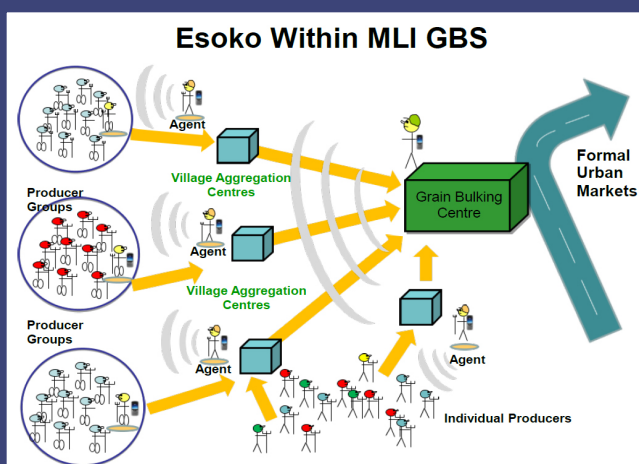 Esoko Within MLI GBS
Agent
Village Aggregation
Centres
Producer
Groups
Agent
Village Aggregation
Centres
Producer
Groups
Agent
Grain Bulking
Centre
Formal
Urban
Markets
Agent
Individual Producers